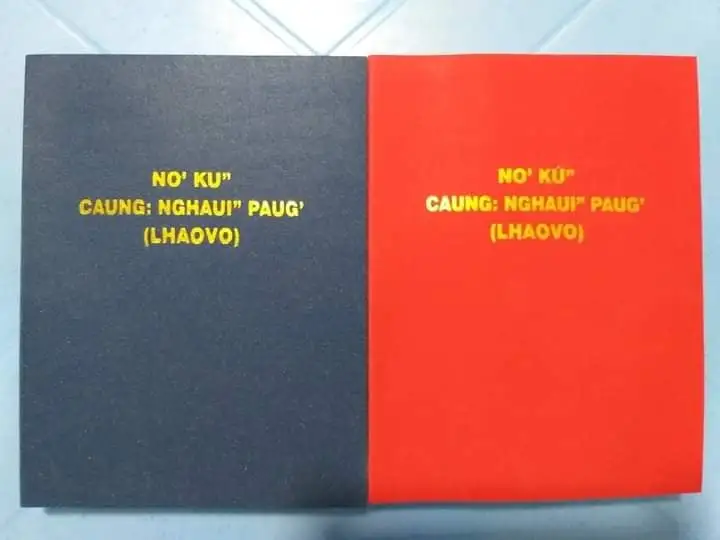 NO' KU"
CAUNG: NGHAUI" PAUG'
(LHAOVO)
NO' KU"
CAUNG: NGHAUI" PAUG'
(LHAOVO)